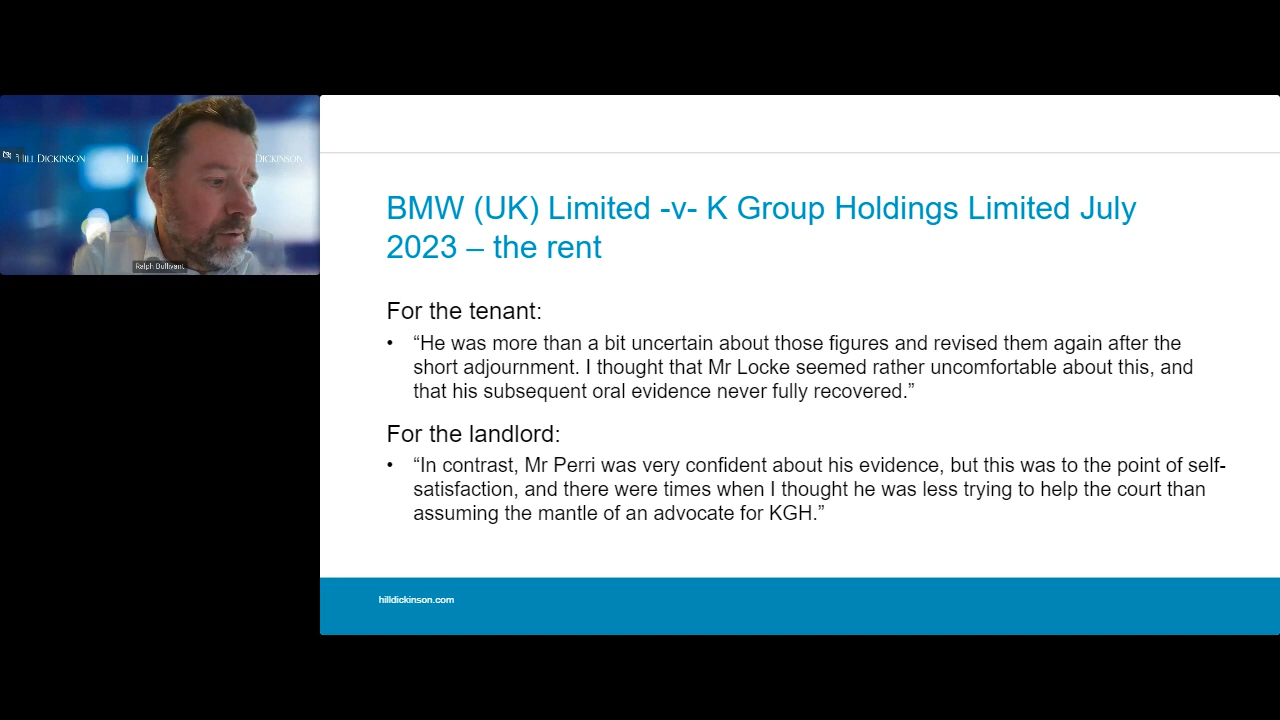 HILL DICKINSON
HILL
DICKINSON
Ralph Bullivant
BMW (UK) Limited -v- K Group Holdings Limited July
2023 – the rent
For the tenant:
• “He was more than a bit uncertain about those figures and revised them again after the
short adjournment. I thought that Mr Locke seemed rather uncomfortable about this, and
that his subsequent oral evidence never fully recovered.”
For the landlord:
• “In contrast, Mr Perri was very confident about his evidence, but this was to the point of self-
satisfaction, and there were times when I thought he was less trying to help the court than
assuming the mantle of an advocate for KGH.”
hilldickinson.com